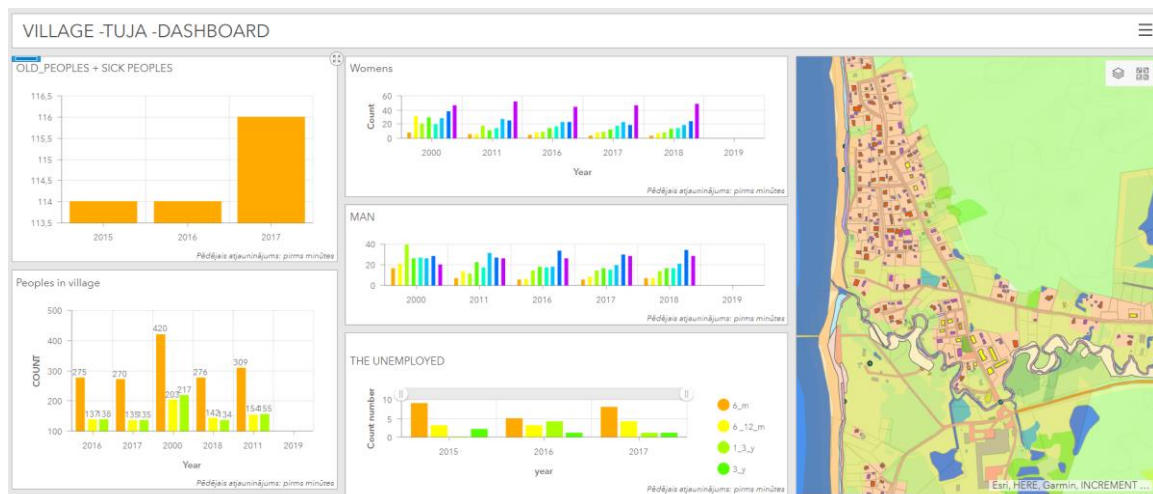 VILLAGE -TUJA -DASHBOARD
OLD_PEOPLES + SICK PEOPLES
116,5
116
115,5
115
114,5
114
113,5
2015 2016 2017
Pēdējais atjauninājums: pirms minūtes
Peoples in village
500
400
300
200
100
COUNT
275 137 138
270 135 135
420 203 217
276 142 134
309 154 155
2016 2017 2000 2018 2011 2019
Year
Pēdējais atjauninājums: pirms minūtes
Womens
60
40
20
0
Count
2000 2011 2016 2017 2018 2019
Year
Pēdējais atjauninājums: pirms minūtes
MAN
40
20
0
2000 2011 2016 2017 2018 2019
Pēdējais atjauninājums: pirms minūtes
THE UNEMPLOYED
10
5
0
Count number
2015 2016 2017
year
6_m
6_12_m
1_3_y
3_y
Pēdējais atjauninājums: pirms minūtes
Esri, HERE, Garmin, INCREMENT ...